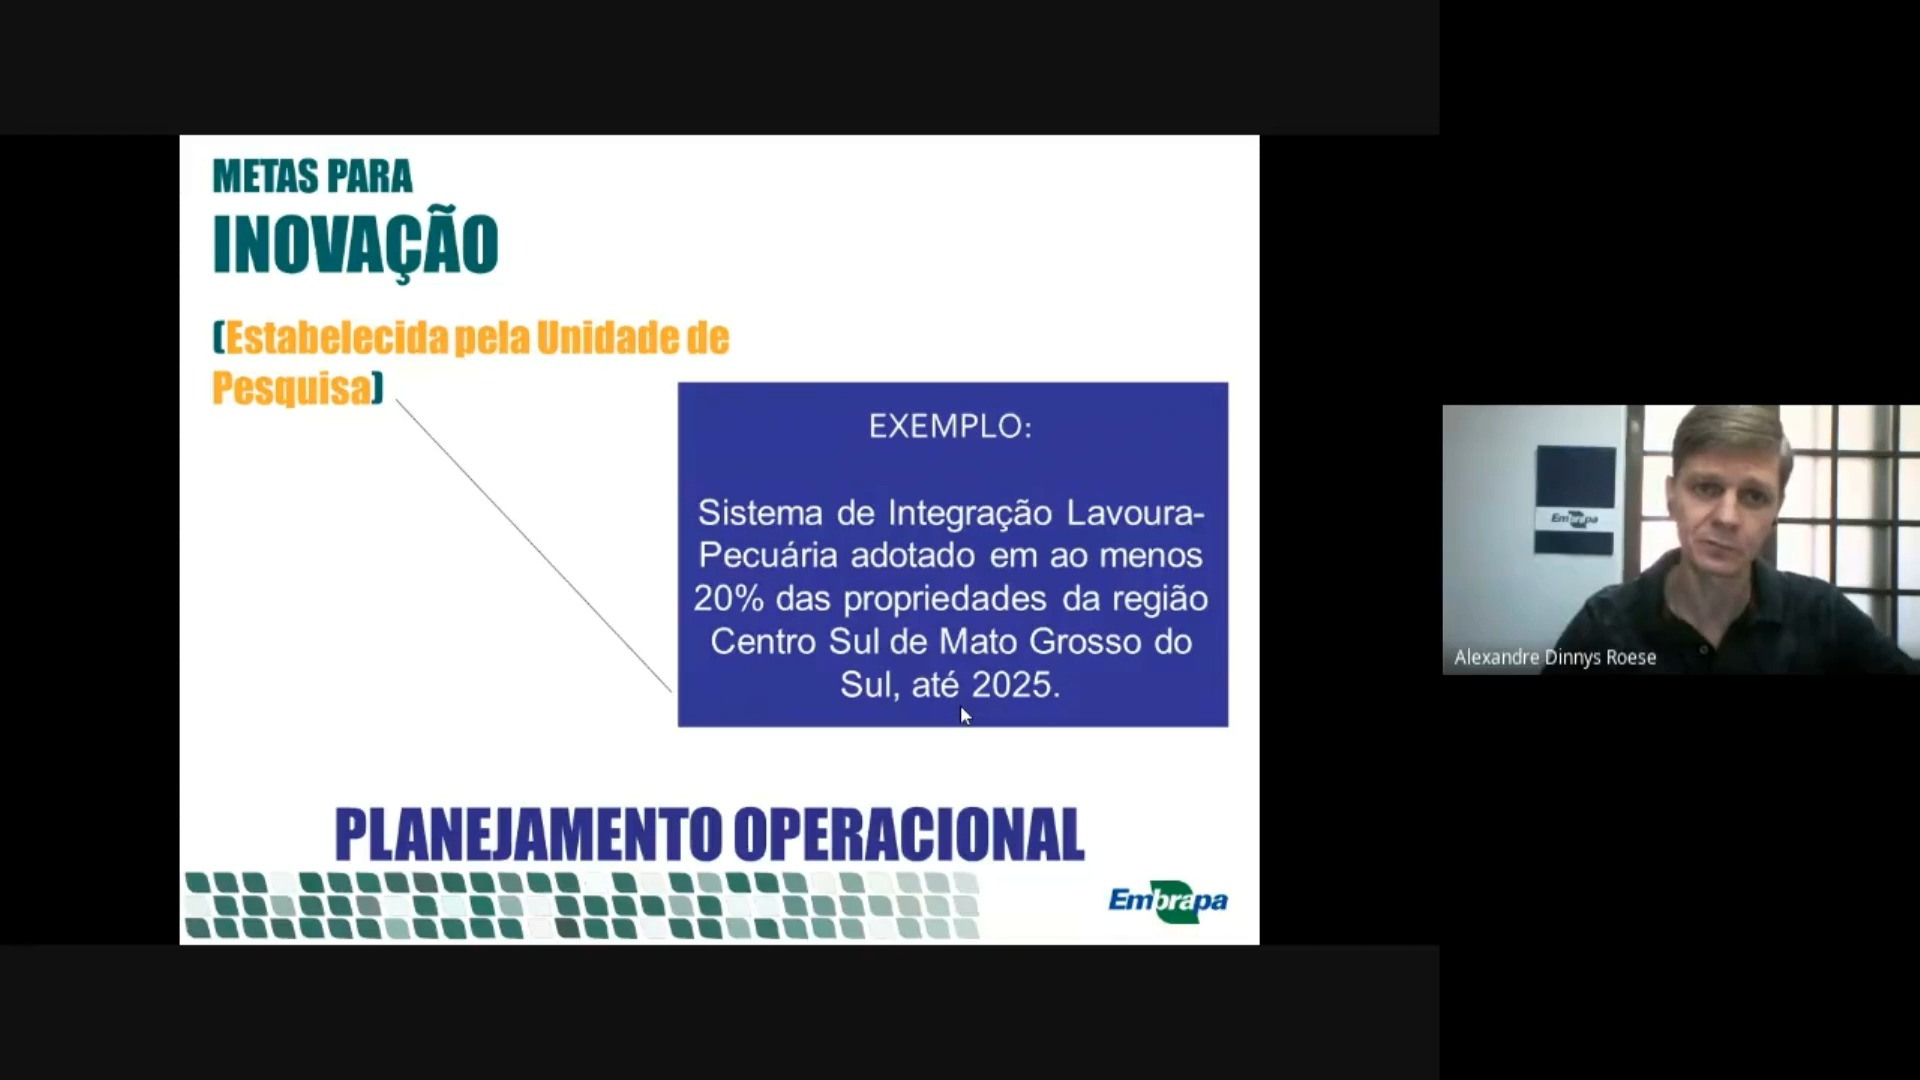 METAS PARA
INOVAÇÃO
(Estabelecida pela Unidade de
Pesquisa)
EXEMPLO:
Sistema de Integração Lavoura-
Pecuária adotado em ao menos
20% das propriedades da região
Centro Sul de Mato Grosso do
Sul, até 2025.
PLANEJAMENTO OPERACIONAL
Embrapa
Embrapa
Alexandre Dinnys Roese